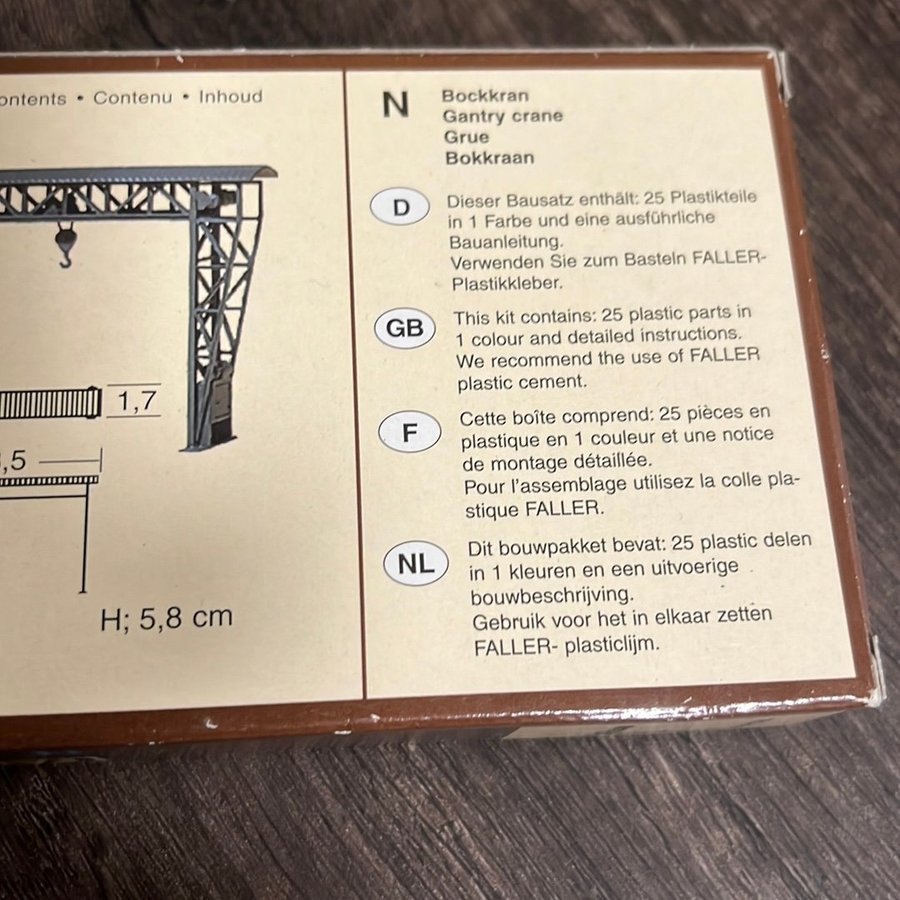 ontents • Contenu • Inhoud
1,7
,5
H; 5,8 cm
N
Bockkran
Gantry crane
Grue
Bokkraan
D
Dieser Bausatz enthält: 25 Plastikteile
in 1 Farbe und eine ausführliche
Bauanleitung.
Verwenden Sie zum Basteln FALLER-
Plastikkleber.
GB
This kit contains: 25 plastic parts in
1 colour and detailed instructions.
We recommend the use of FALLER
plastic cement.
F
Cette boîte comprend: 25 pièces en
plastique en 1 couleur et une notice
de montage détaillée.
Pour l'assemblage utilisez la colle pla-
stique FALLER.
NL
Dit bouwpakket bevat: 25 plastic delen
in 1 kleuren en een uitvoerige
bouwbeschrijving.
Gebruik voor het in elkaar zetten
FALLER- plasticlijm.